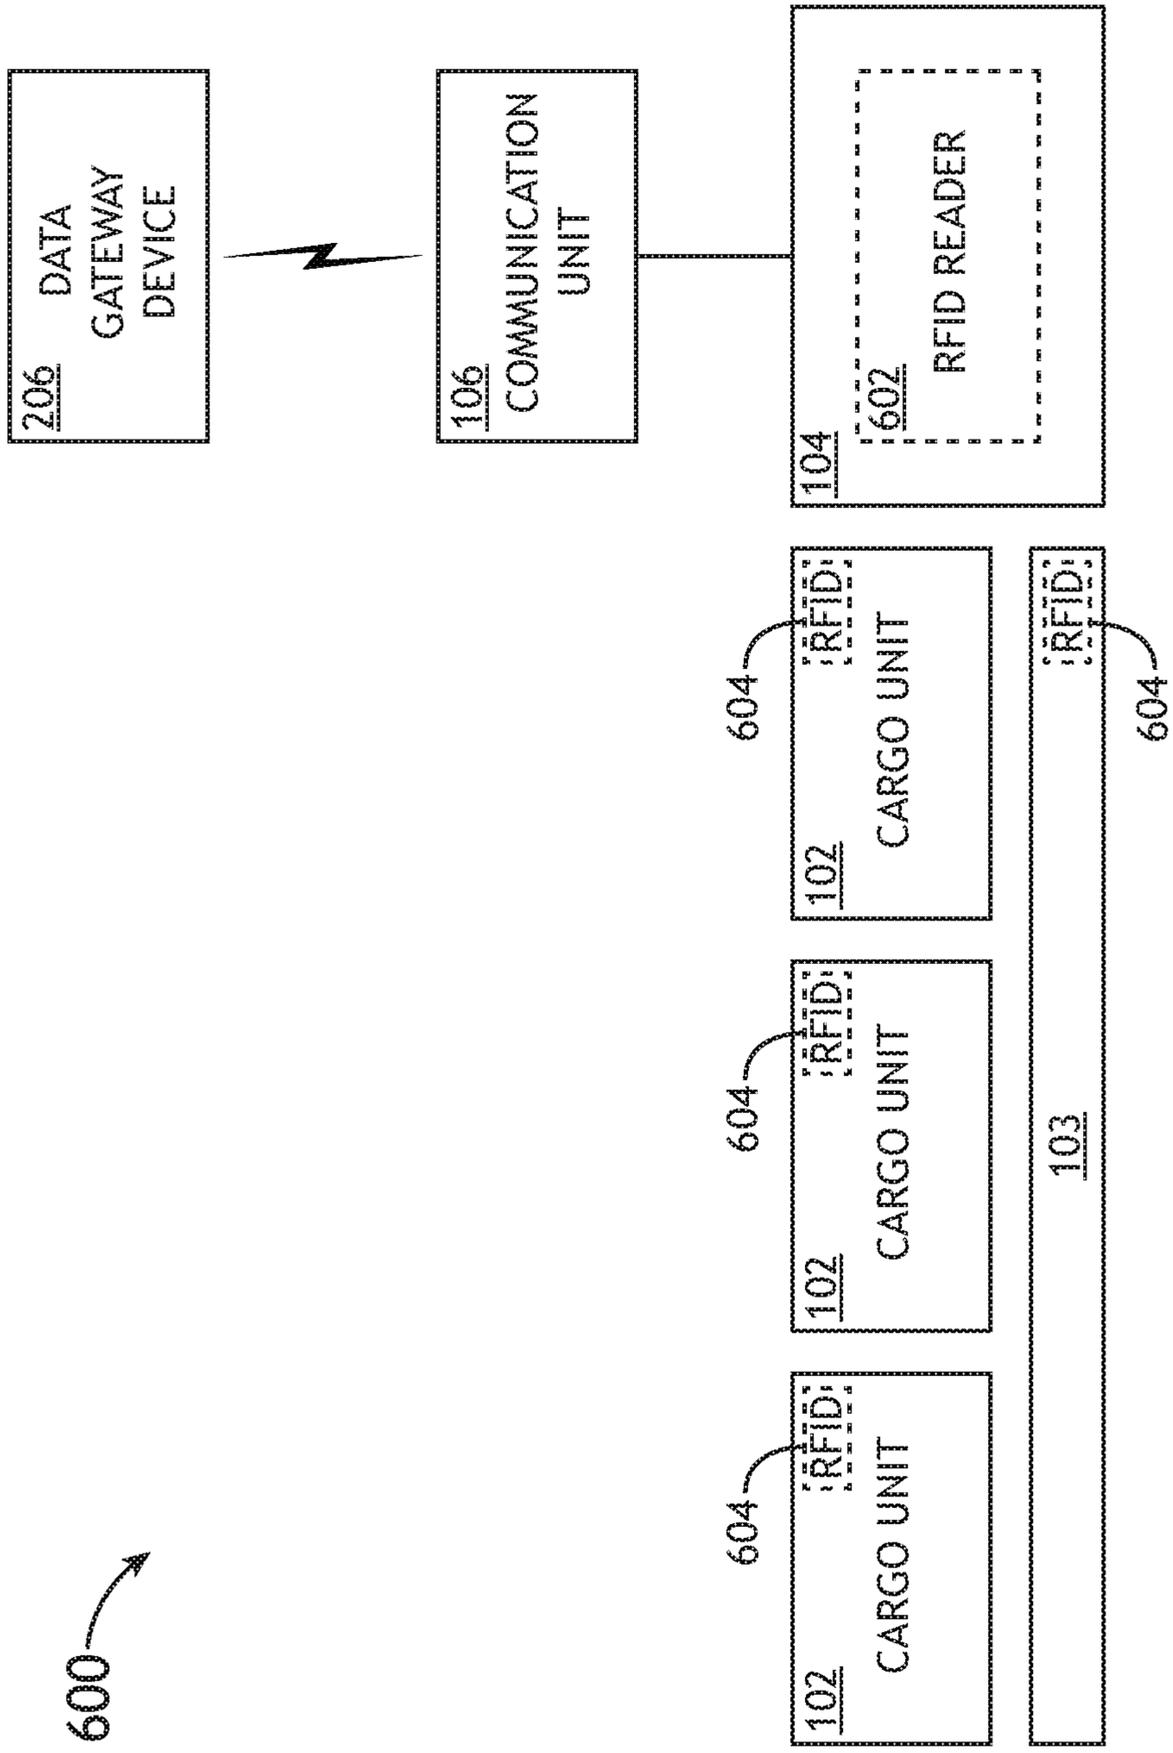 600
206
DATA
GATEWAY
DEVICE
106
COMMUNICATION
UNIT
604
604
604
102
RFID
CARGO UNIT
102
RFID
CARGO UNIT
102
RFID
CARGO UNIT
104
602
RFID READER
103
RFID
604